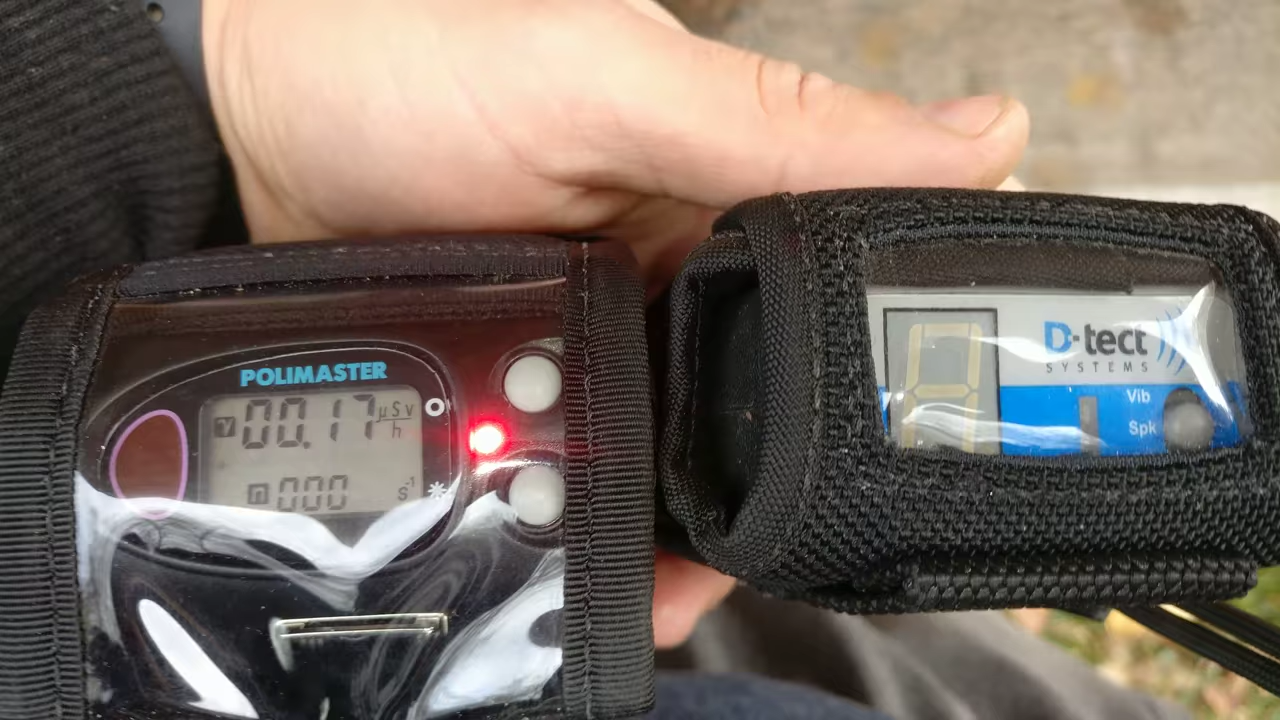 POLIMASTER
γ 00.17 μSv/h
n 000 s⁻¹
D-tect
SYSTEMS
Vib
Spk